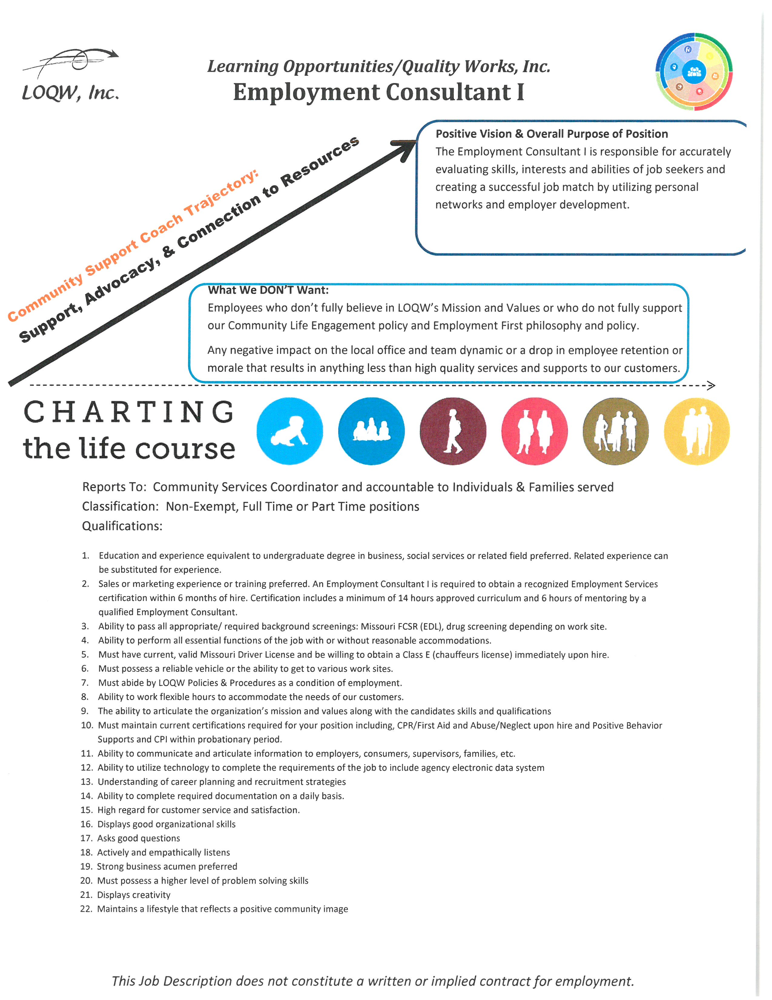 LOQW, Inc.
Learning Opportunities/Quality Works, Inc.
Employment Consultant I
Positive Vision & Overall Purpose of Position
The Employment Consultant I is responsible for accurately
evaluating skills, interests and abilities of job seekers and
creating a successful job match by utilizing personal
networks and employer development.
Community Support Coach Trajectory:
Support, Advocacy, & Connection to Resources
What We DON'T Want:
Employees who don't fully believe in LOQW's Mission and Values or who do not fully support
our Community Life Engagement policy and Employment First philosophy and policy.
Any negative impact on the local office and team dynamic or a drop in employee retention or
morale that results in anything less than high quality services and supports to our customers.
CHARTING
the life course
Reports To: Community Services Coordinator and accountable to Individuals & Families served
Classification: Non-Exempt, Full Time or Part Time positions
Qualifications:
1. Education and experience equivalent to undergraduate degree in business, social services or related field preferred. Related experience can
be substituted for experience.
2. Sales or marketing experience or training preferred. An Employment Consultant I is required to obtain a recognized Employment Services
certification within 6 months of hire. Certification includes a minimum of 14 hours approved curriculum and 6 hours of mentoring by a
qualified Employment Consultant.
3. Ability to pass all appropriate/ required background screenings: Missouri FCSR (EDL), drug screening depending on work site.
4. Ability to perform all essential functions of the job with or without reasonable accommodations.
5. Must have current, valid Missouri Driver License and be willing to obtain a Class E (chauffeurs license) immediately upon hire.
6. Must possess a reliable vehicle or the ability to get to various work sites.
7. Must abide by LOQW Policies & Procedures as a condition of employment.
8. Ability to work flexible hours to accommodate the needs of our customers.
9. The ability to articulate the organization's mission and values along with the candidates skills and qualifications
10. Must maintain current certifications required for your position including, CPR/First Aid and Abuse/Neglect upon hire and Positive Behavior
Supports and CPI within probationary period.
11. Ability to communicate and articulate information to employers, consumers, supervisors, families, etc.
12. Ability to utilize technology to complete the requirements of the job to include agency electronic data system
13. Understanding of career planning and recruitment strategies
14. Ability to complete required documentation on a daily basis.
15. High regard for customer service and satisfaction.
16. Displays good organizational skills
17. Asks good questions
18. Actively and empathically listens
19. Strong business acumen preferred
20. Must possess a higher level of problem solving skills
21. Displays creativity
22. Maintains a lifestyle that reflects a positive community image
This Job Description does not constitute a written or implied contract for employment.